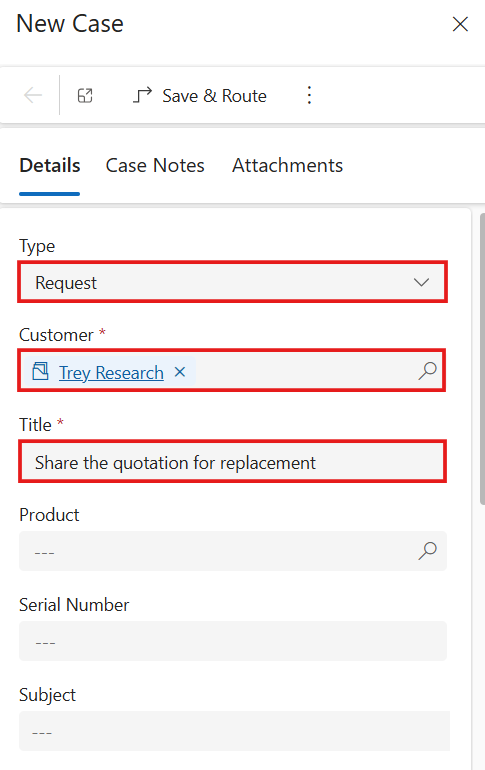 New Case
Save & Route
Details Case Notes Attachments
Type
Request
Customer *
Trey Research
Title *
Share the quotation for replacement
Product
---
Serial Number
---
Subject
---